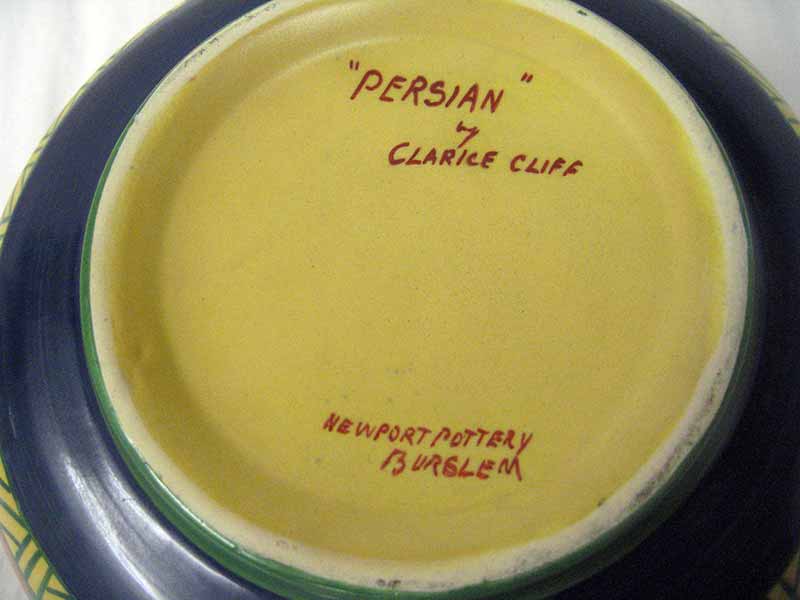 "PERSIAN"
by
CLARICE CLIFF
NEWPORT POTTERY
BURSLEM